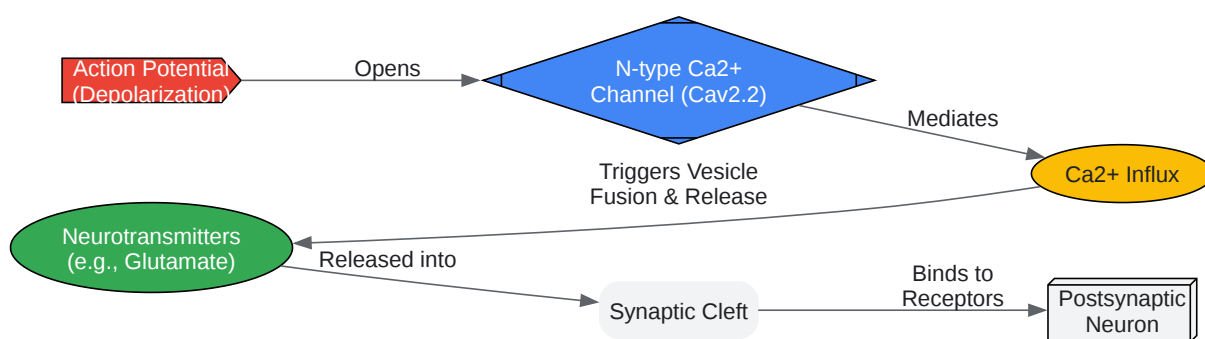 Action Potential
(Depolarization)
Opens
N-type Ca2+
Channel (Cav2.2)
Mediates
Ca2+ Influx
Triggers Vesicle
Fusion & Release
Neurotransmitters
(e.g., Glutamate)
Released into
Synaptic Cleft
Binds to
Receptors
Postsynaptic
Neuron